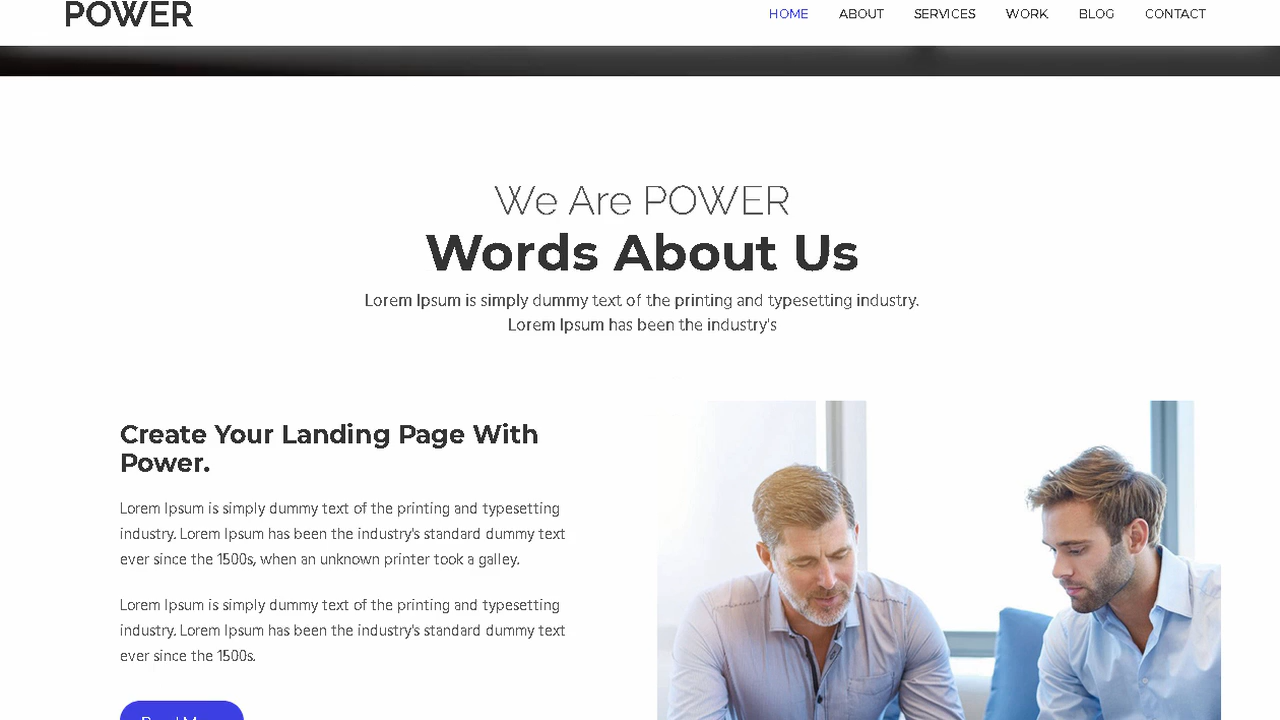 POWER
HOME ABOUT SERVICES WORK BLOG CONTACT
We Are POWER
Words About Us
Lorem Ipsum is simply dummy text of the printing and typesetting industry.
Lorem Ipsum has been the industry's
Create Your Landing Page With
Power.
Lorem Ipsum is simply dummy text of the printing and typesetting
industry. Lorem Ipsum has been the industry's standard dummy text
ever since the 1500s, when an unknown printer took a galley.
Lorem Ipsum is simply dummy text of the printing and typesetting
industry. Lorem Ipsum has been the industry's standard dummy text
ever since the 1500s.